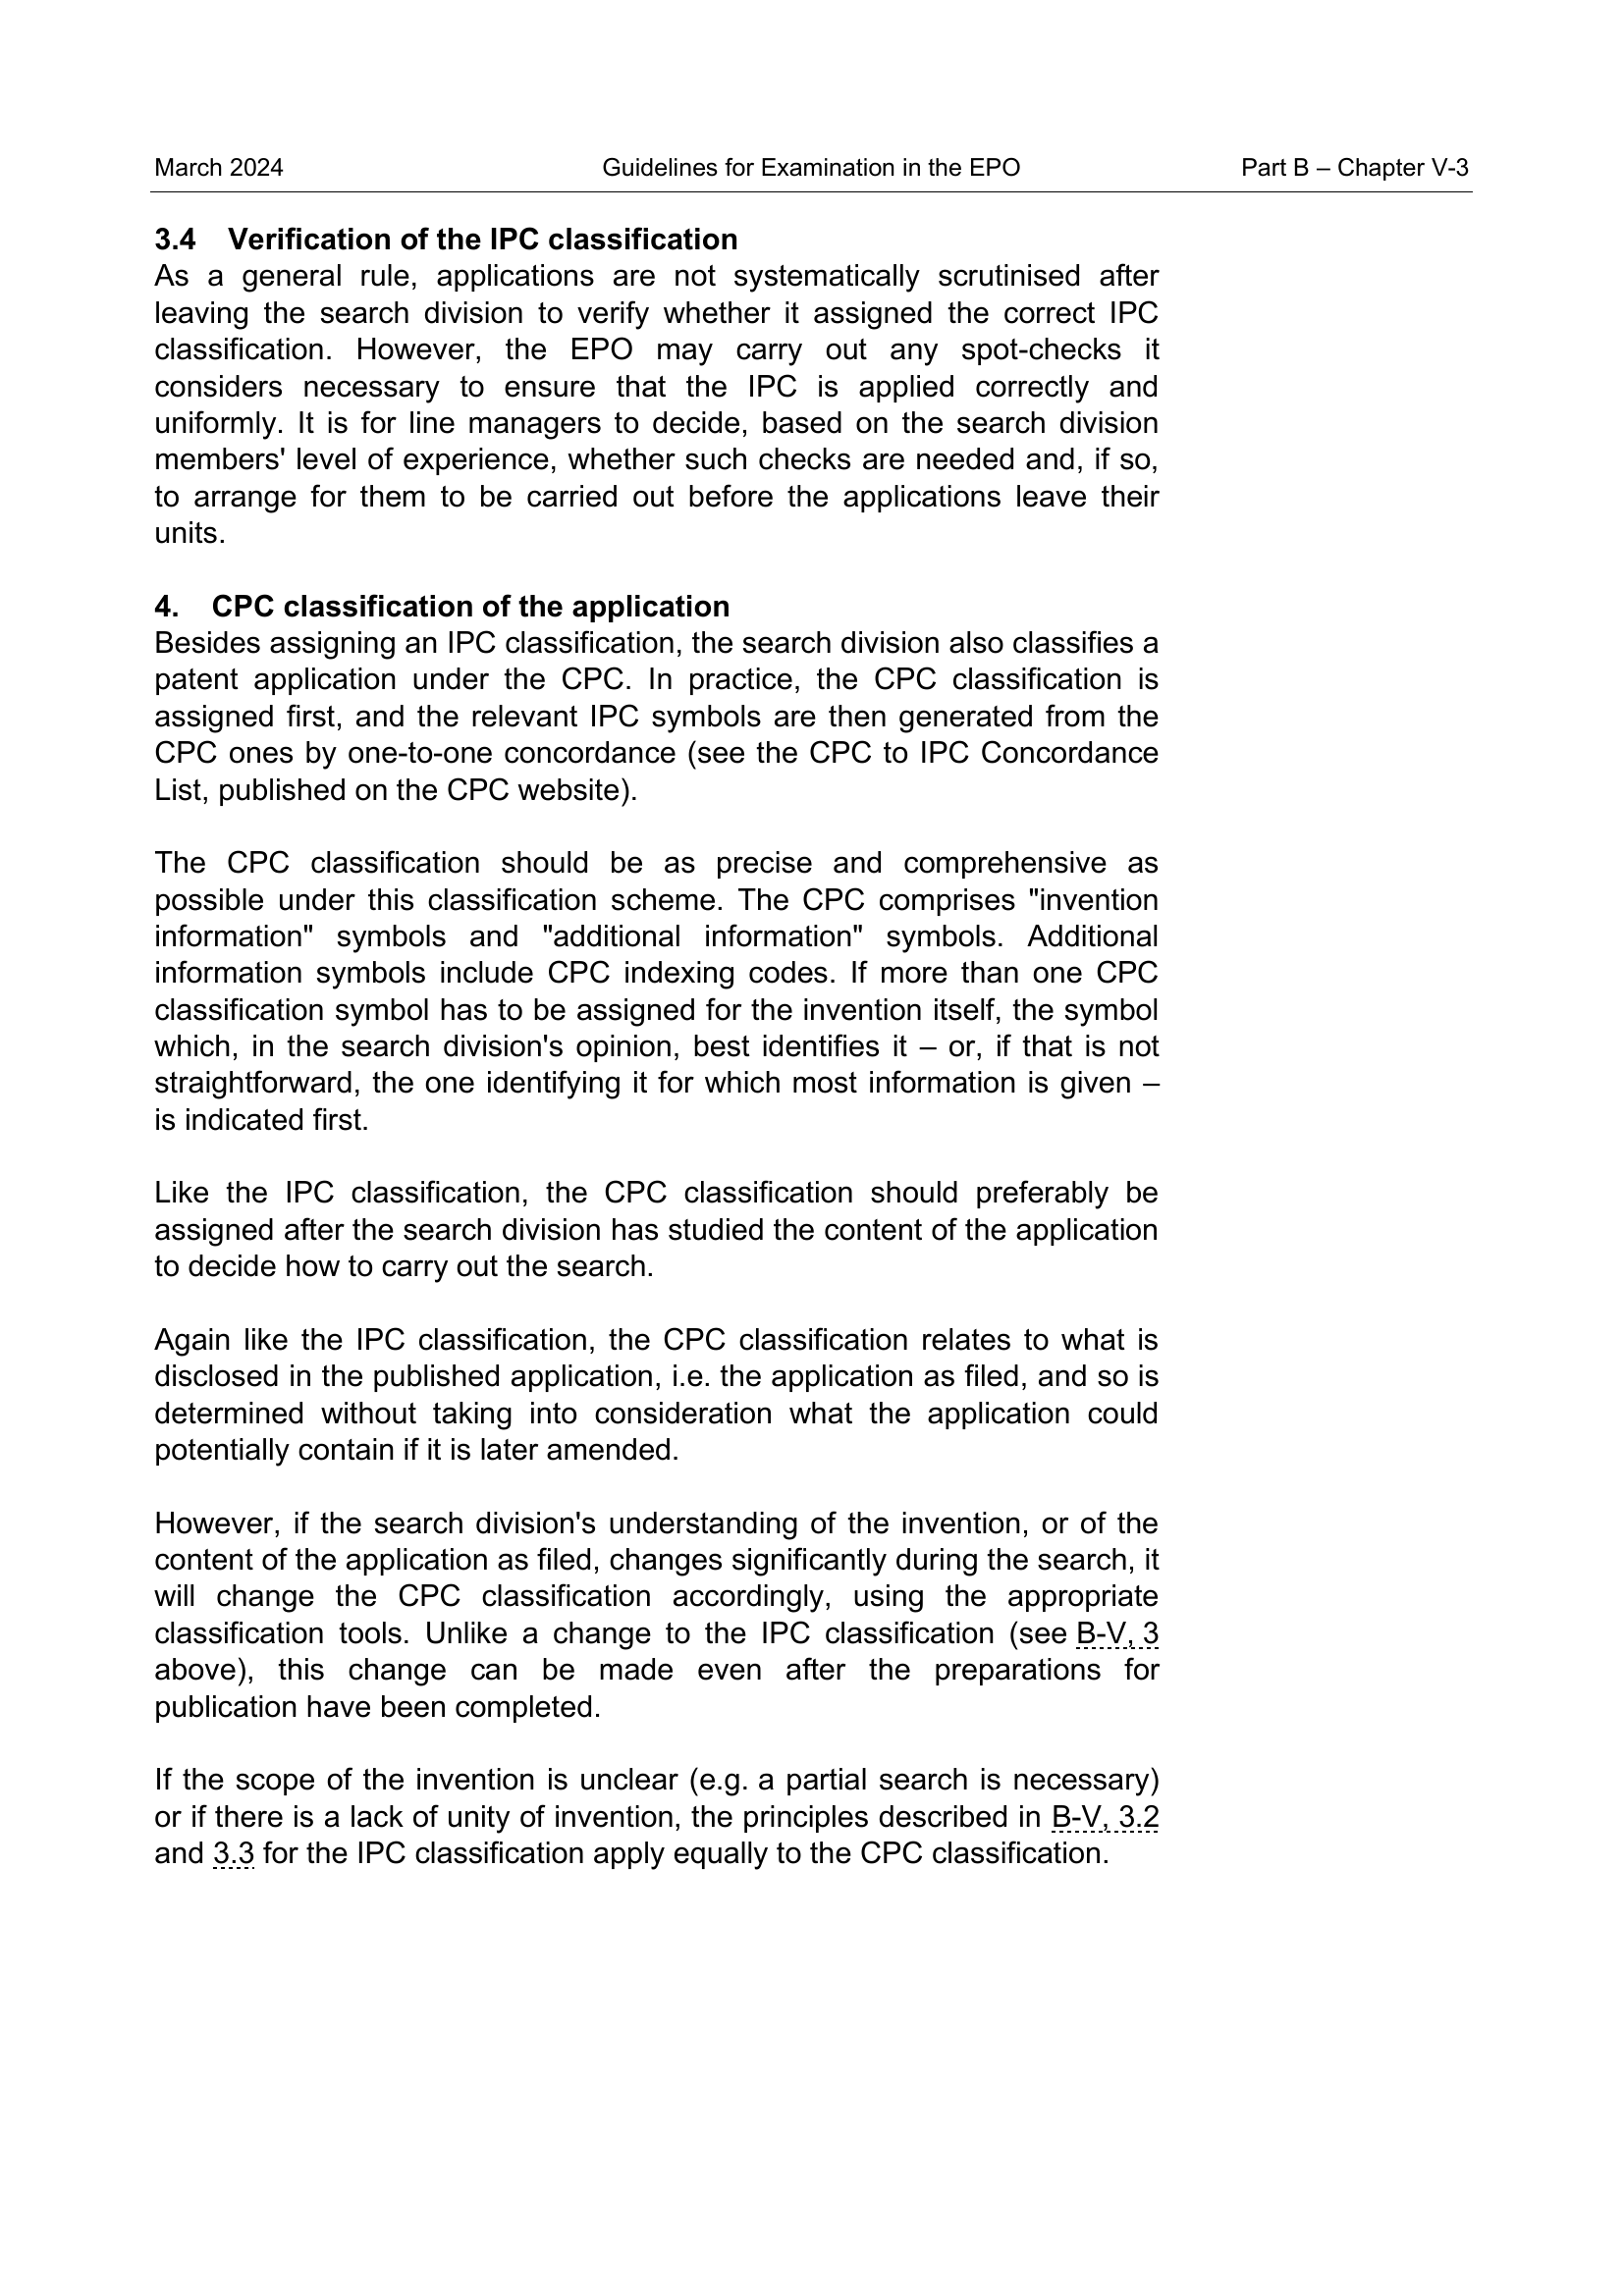 March 2024 Guidelines for Examination in the EPO Part B – Chapter V-3
3.4 Verification of the IPC classification
As a general rule, applications are not systematically scrutinised after
leaving the search division to verify whether it assigned the correct IPC
classification. However, the EPO may carry out any spot-checks it
considers necessary to ensure that the IPC is applied correctly and
uniformly. It is for line managers to decide, based on the search division
members' level of experience, whether such checks are needed and, if so,
to arrange for them to be carried out before the applications leave their
units.
4. CPC classification of the application
Besides assigning an IPC classification, the search division also classifies a
patent application under the CPC. In practice, the CPC classification is
assigned first, and the relevant IPC symbols are then generated from the
CPC ones by one-to-one concordance (see the CPC to IPC Concordance
List, published on the CPC website).
The CPC classification should be as precise and comprehensive as
possible under this classification scheme. The CPC comprises "invention
information" symbols and "additional information" symbols. Additional
information symbols include CPC indexing codes. If more than one CPC
classification symbol has to be assigned for the invention itself, the symbol
which, in the search division's opinion, best identifies it – or, if that is not
straightforward, the one identifying it for which most information is given –
is indicated first.
Like the IPC classification, the CPC classification should preferably be
assigned after the search division has studied the content of the application
to decide how to carry out the search.
Again like the IPC classification, the CPC classification relates to what is
disclosed in the published application, i.e. the application as filed, and so is
determined without taking into consideration what the application could
potentially contain if it is later amended.
However, if the search division's understanding of the invention, or of the
content of the application as filed, changes significantly during the search, it
will change the CPC classification accordingly, using the appropriate
classification tools. Unlike a change to the IPC classification (see B-V, 3
above), this change can be made even after the preparations for
publication have been completed.
If the scope of the invention is unclear (e.g. a partial search is necessary)
or if there is a lack of unity of invention, the principles described in B-V, 3.2
and 3.3 for the IPC classification apply equally to the CPC classification.